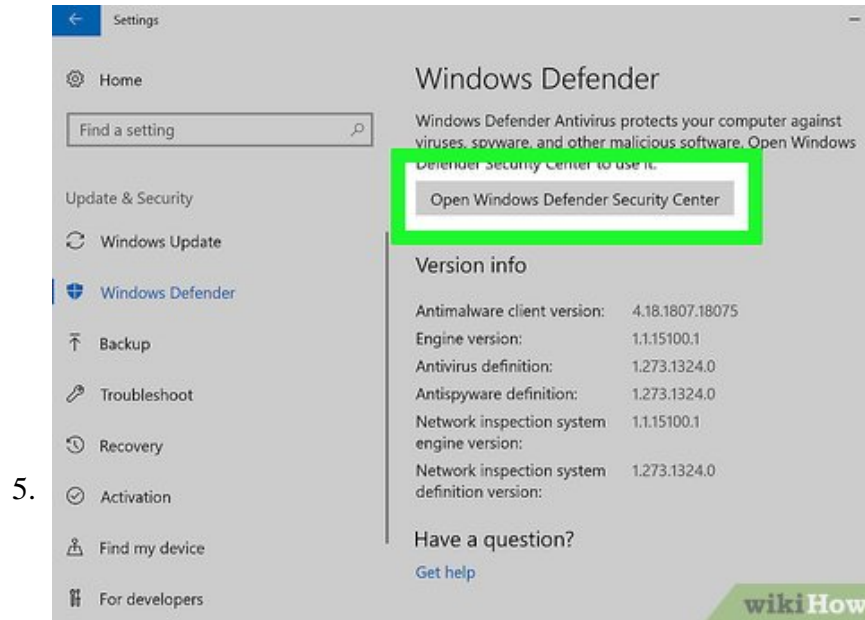 Settings
Home
Find a setting
Update & Security
Windows Update
Windows Defender
Backup
Troubleshoot
Recovery
5.
Activation
Find my device
For developers
Windows Defender
Windows Defender Antivirus protects your computer against
viruses, spyware, and other malicious software. Open Windows
Defender Security Center to use it.
Open Windows Defender Security Center
Version info
Antimalware client version: 4.18.1807.18075
Engine version: 1.1.15100.1
Antivirus definition: 1.273.1324.0
Antispyware definition: 1.273.1324.0
Network inspection system 1.1.15100.1
engine version:
Network inspection system 1.273.1324.0
definition version:
Have a question?
Get help
wikiHow